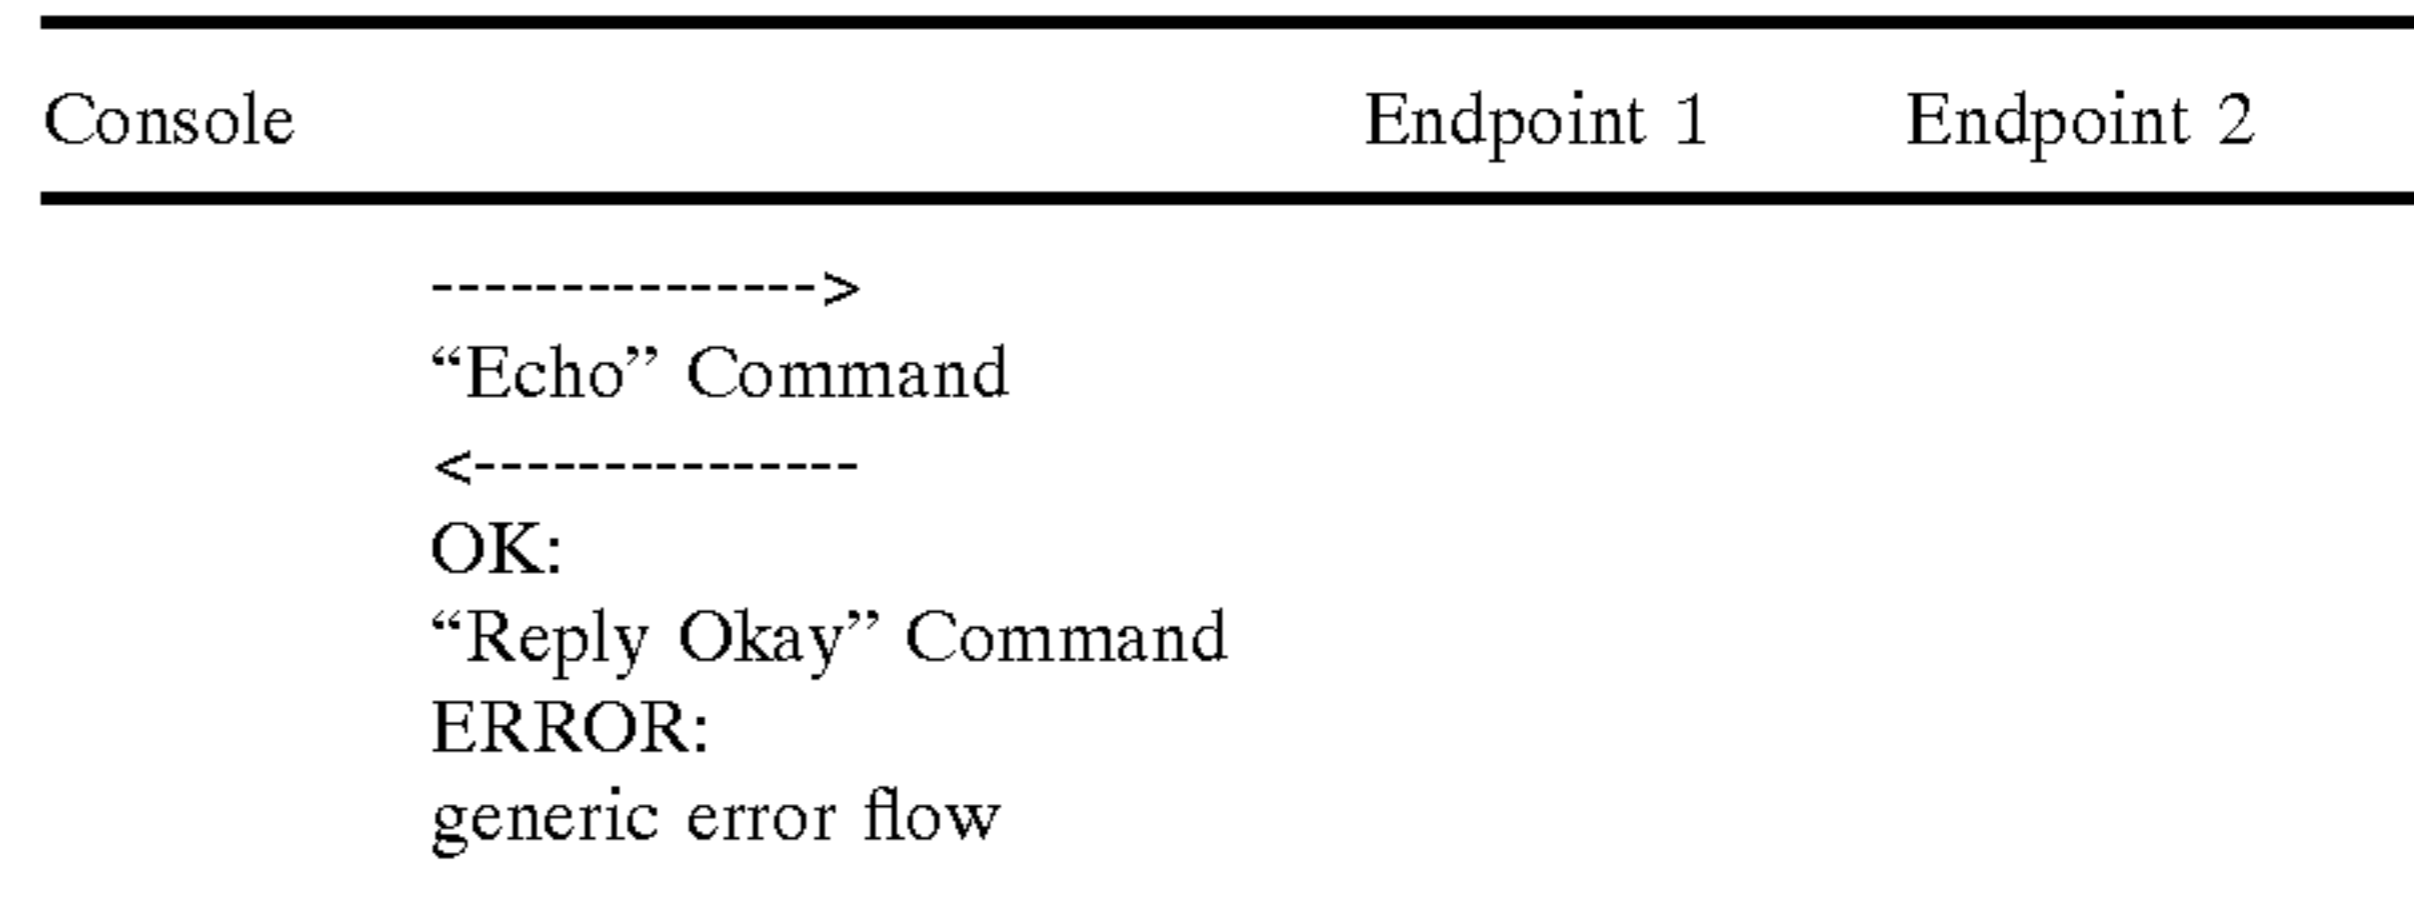 Console Endpoint 1 Endpoint 2
--------------->
“Echo” Command
<---------------
OK:
“Reply Okay” Command
ERROR:
generic error flow